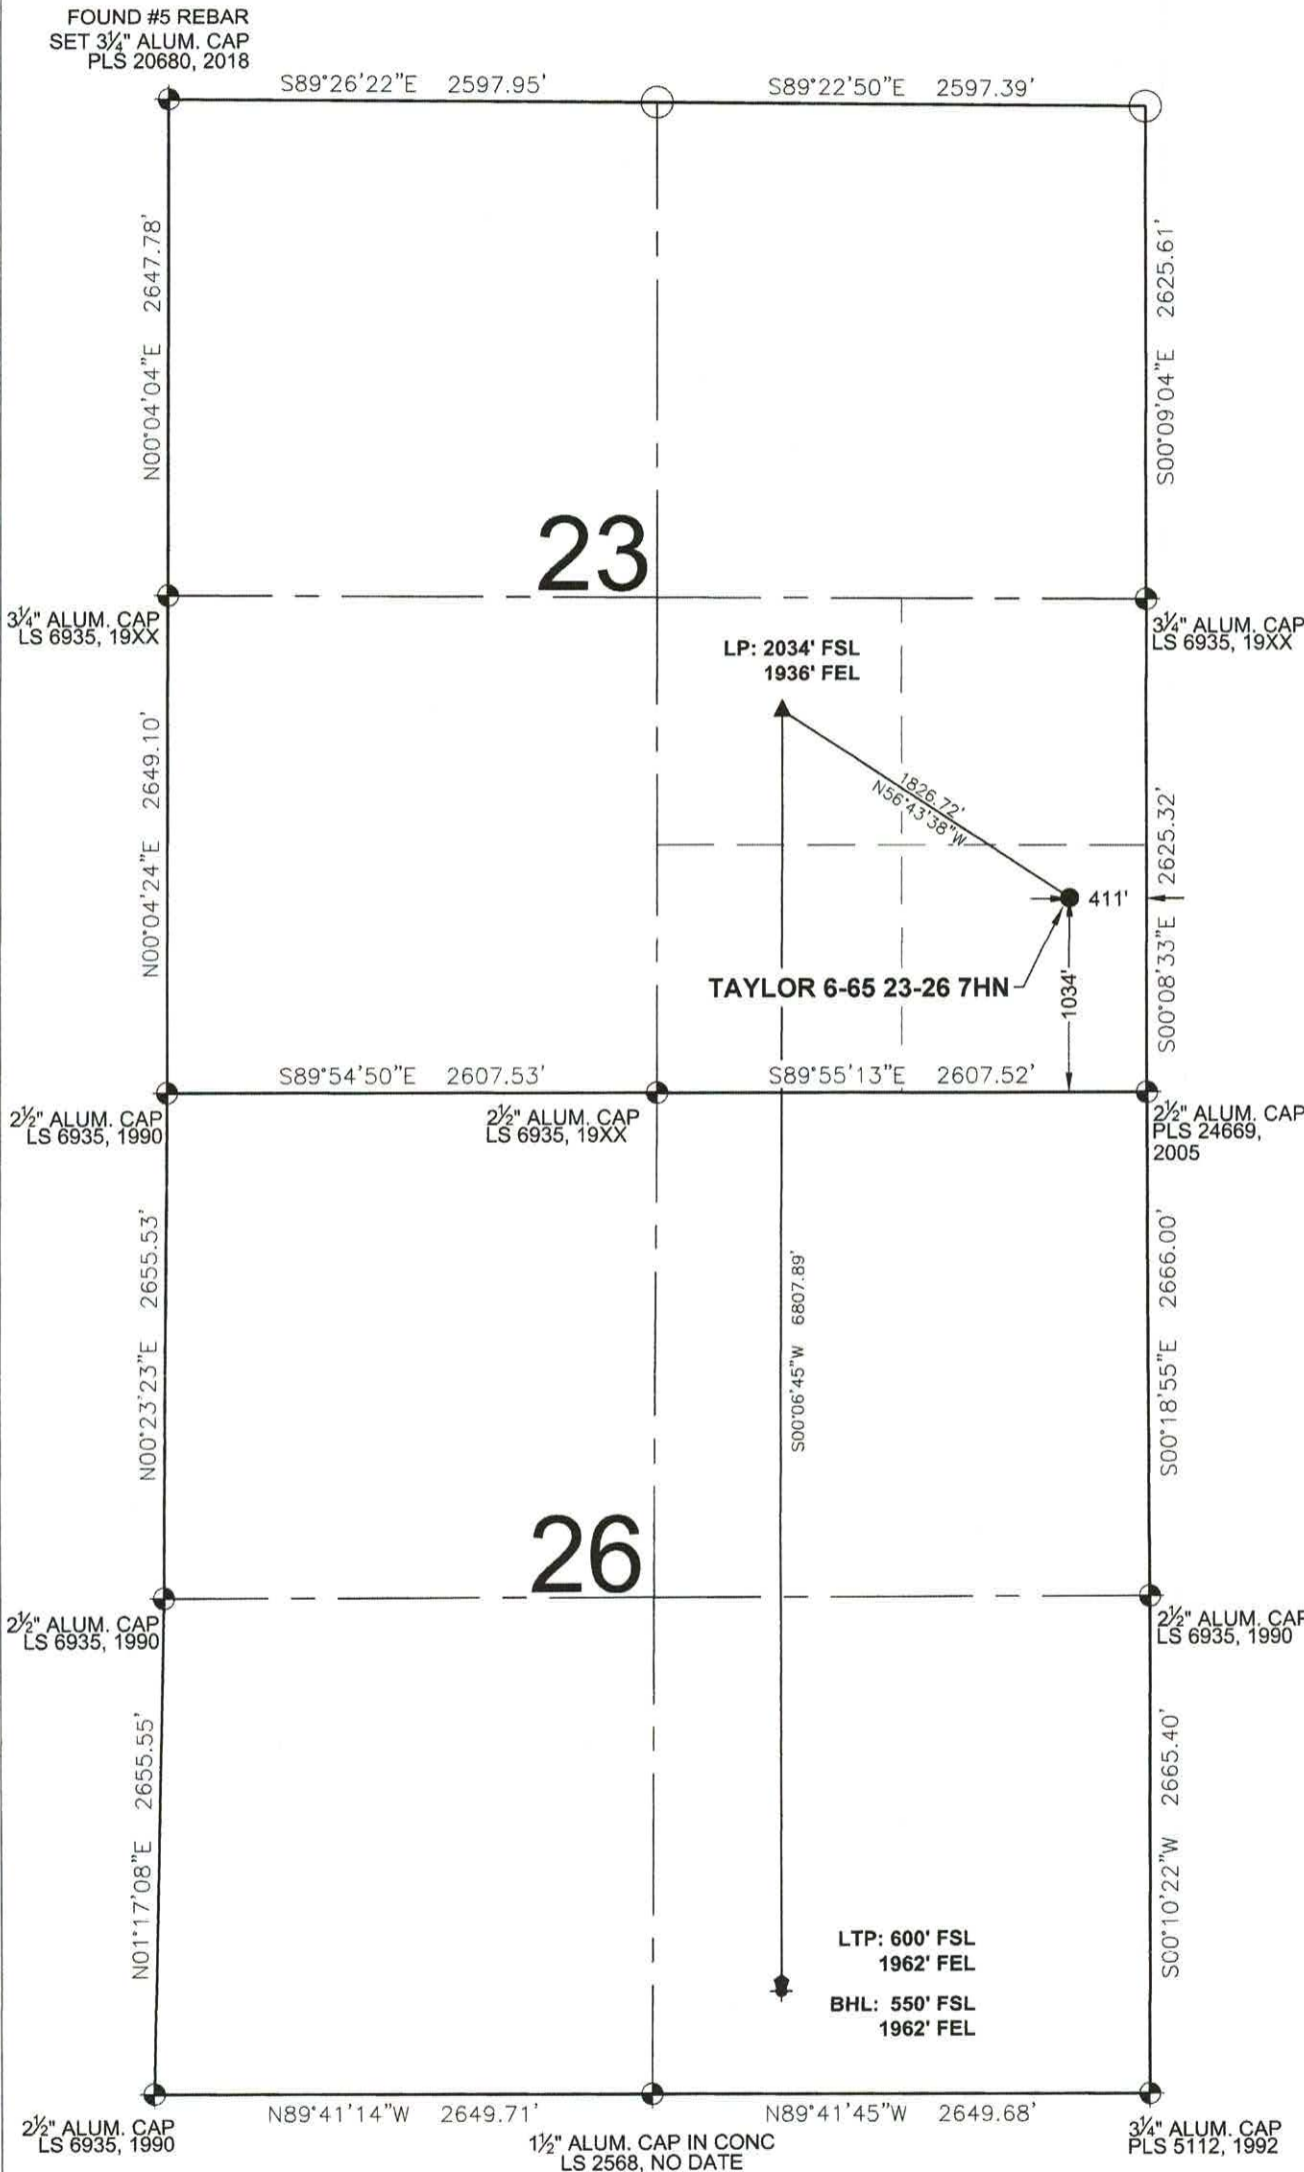 FOUND #5 REBAR
SET 3¼" ALUM. CAP
PLS 20680, 2018
S89°26'22"E 2597.95'
S89°22'50"E 2597.39'
N00°04'04"E 2647.78'
S00°09'04"E 2625.61'
23
3¼" ALUM. CAP
LS 6935, 19XX
3¼" ALUM. CAP
LS 6935, 19XX
LP: 2034' FSL
1936' FEL
N00°04'24"E 2649.10'
1826.72'
N56°43'38"W
S00°08'33"E 2625.32'
411'
1034'
TAYLOR 6-65 23-26 7HN
S89°54'50"E 2607.53'
S89°55'13"E 2607.52'
2½" ALUM. CAP
LS 6935, 1990
2½" ALUM. CAP
LS 6935, 19XX
2½" ALUM. CAP
PLS 24669,
2005
N00°23'23"E 2655.53'
S00°06'45"W 6807.89'
S00°18'55"E 2666.00'
26
2½" ALUM. CAP
LS 6935, 1990
2½" ALUM. CAP
LS 6935, 1990
N01°17'08"E 2655.55'
S00°10'22"W 2665.40'
LTP: 600' FSL
1962' FEL
BHL: 550' FSL
1962' FEL
N89°41'14"W 2649.71'
N89°41'45"W 2649.68'
2½" ALUM. CAP
LS 6935, 1990
1½" ALUM. CAP IN CONC
LS 2568, NO DATE
3¼" ALUM. CAP
PLS 5112, 1992